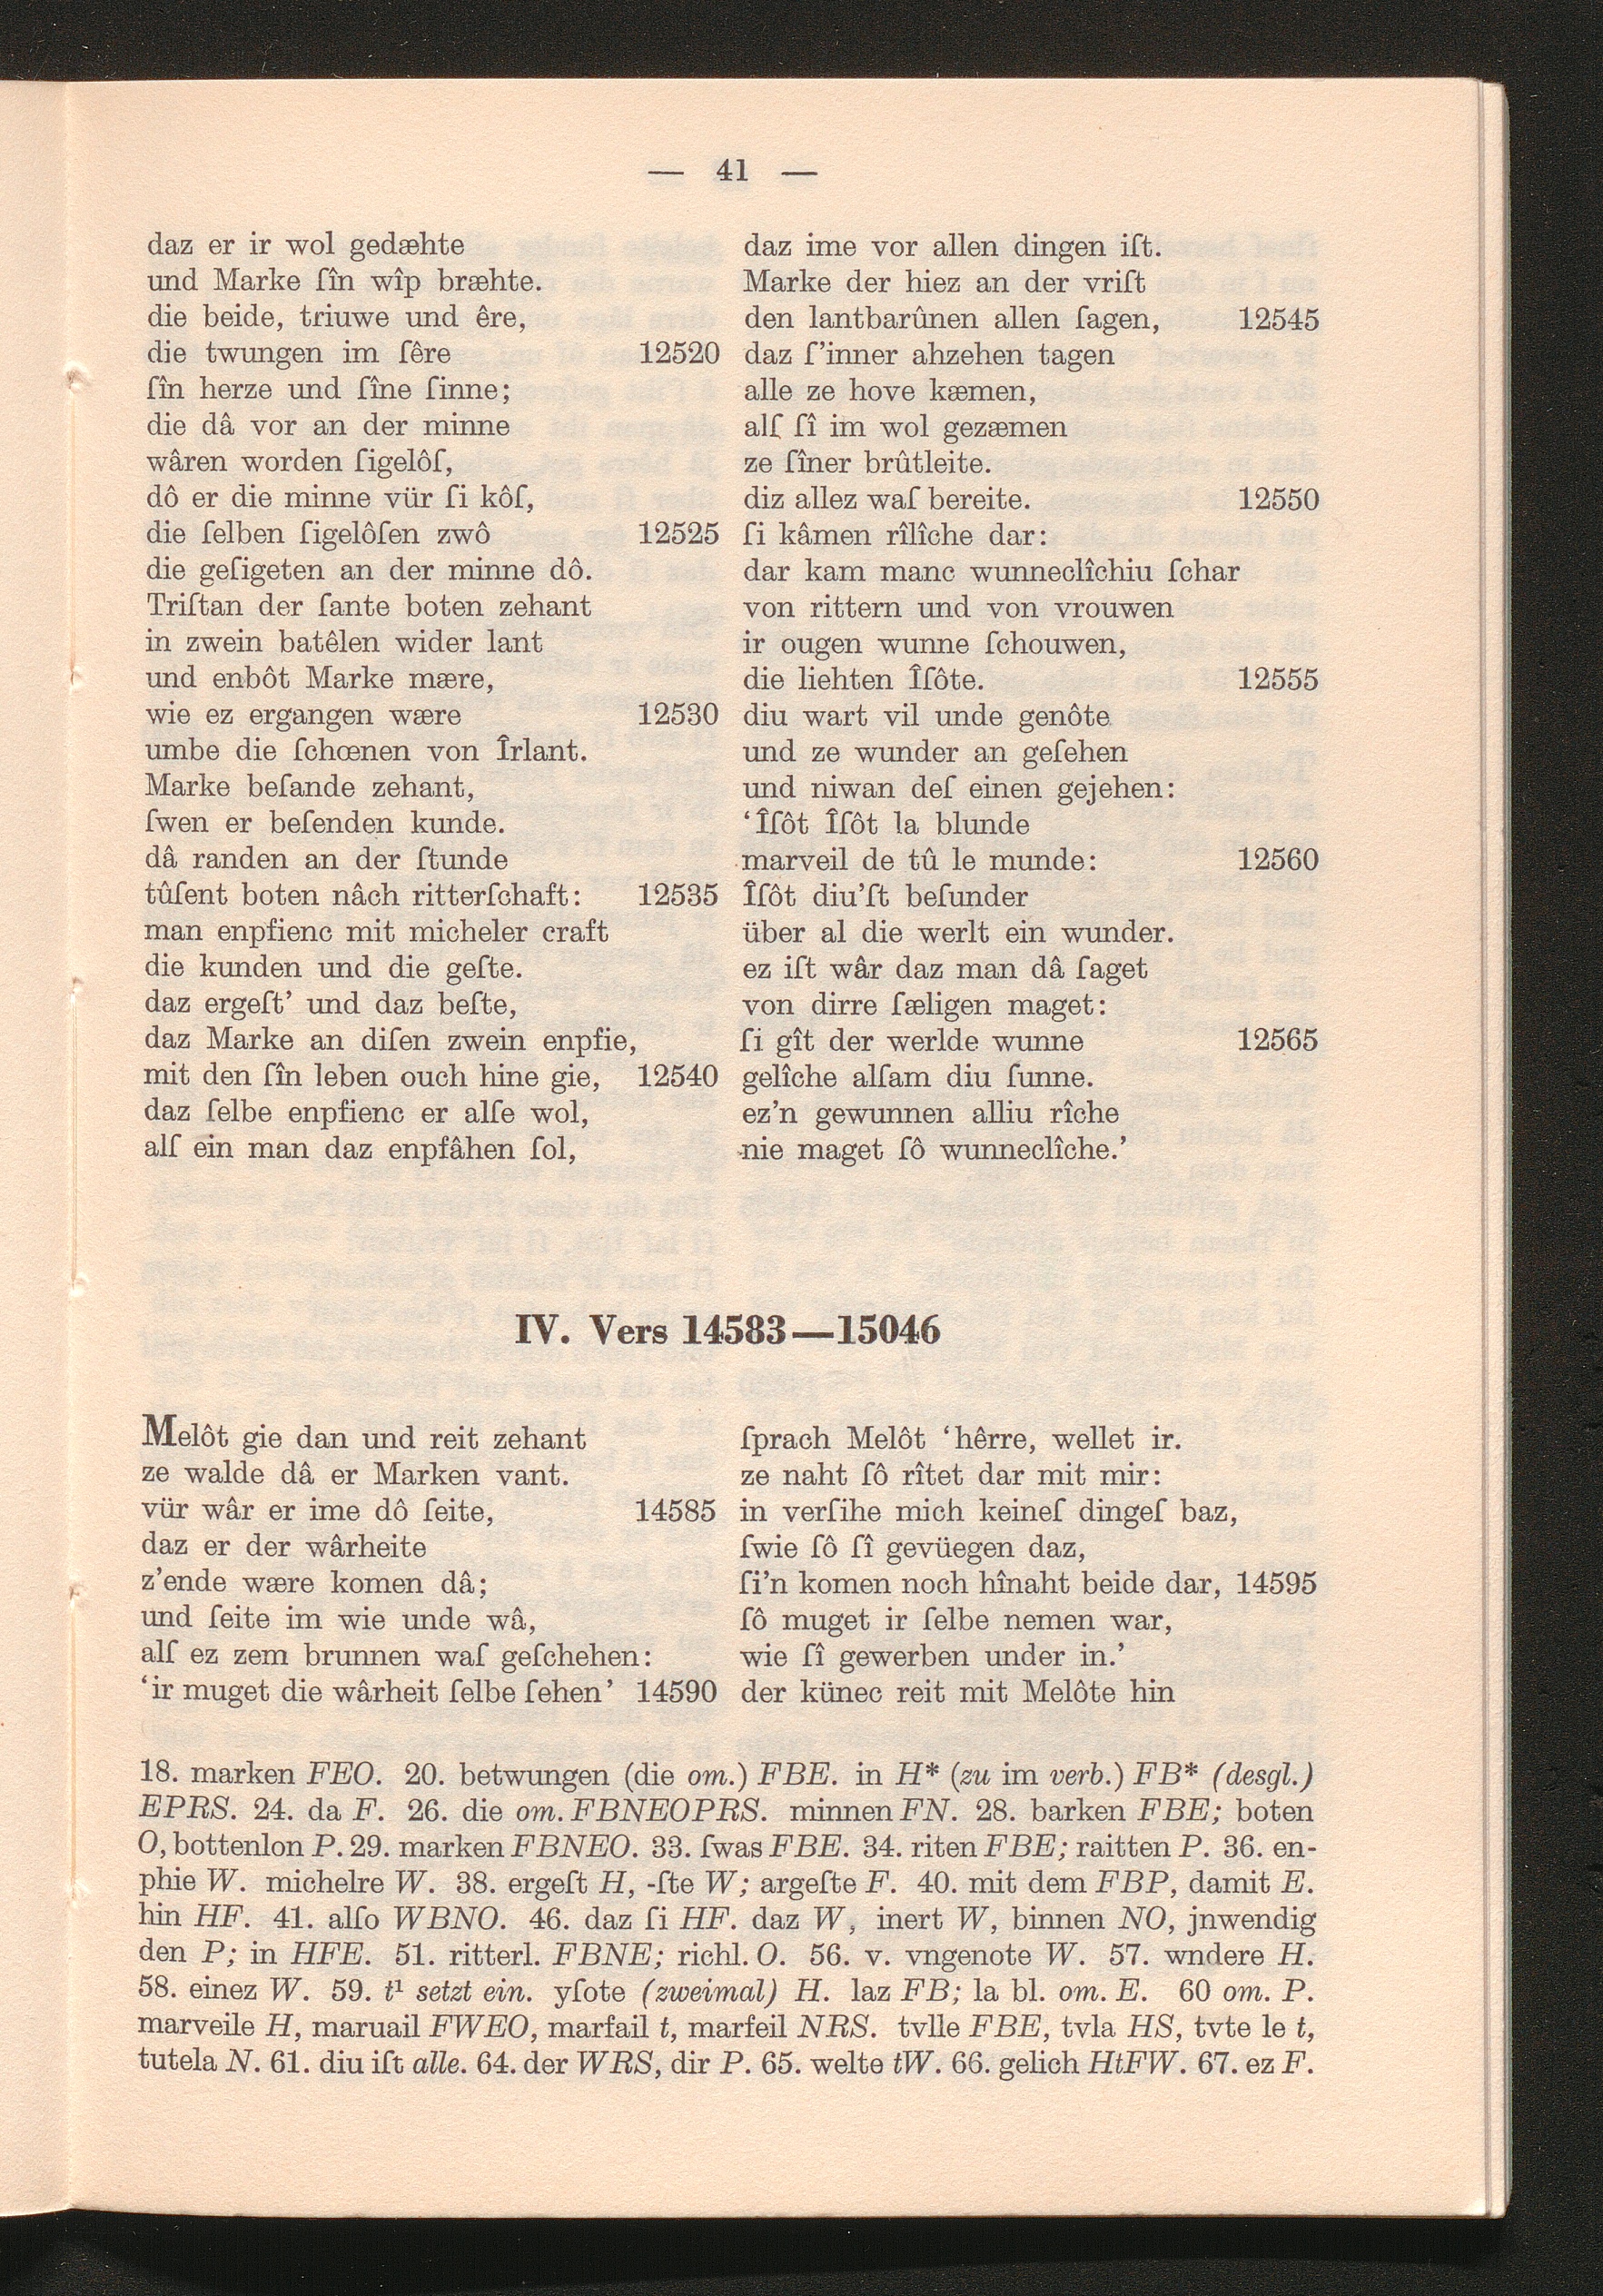 — 41 —
daz er ir wol gedæhte
und Marke ſîn wîp bræhte.
die beide, triuwe und êre,
die twungen im ſêre 12520
ſîn herze und ſîne ſinne;
die dâ vor an der minne
wâren worden ſigelôſ,
dô er die minne vür ſi kôſ,
die ſelben ſigelôſen zwô 12525
die geſigeten an der minne dô.
Triſtan der ſante boten zehant
in zwein batêlen wider lant
und enbôt Marke mære,
wie ez ergangen wære 12530
umbe die ſchœnen von Îrlant.
Marke beſande zehant,
ſwen er beſenden kunde.
dâ randen an der ſtunde
tûſent boten nâch ritterſchaft: 12535
man enpfienc mit micheler craft
die kunden und die geſte.
daz ergeſt’ und daz beſte,
daz Marke an diſen zwein enpfie,
mit den ſîn leben ouch hine gie, 12540
daz ſelbe enpfienc er alſe wol,
alſ ein man daz enpfâhen ſol,
daz ime vor allen dingen iſt.
Marke der hiez an der vriſt
den lantbarûnen allen ſagen, 12545
daz ſ’inner ahzehen tagen
alle ze hove kæmen,
alſ ſî im wol gezæmen
ze ſîner brûtleite.
diz allez waſ bereite. 12550
ſi kâmen rîlîche dar:
dar kam manc wunneclîchiu ſchar
von rittern und von vrouwen
ir ougen wunne ſchouwen,
die liehten Îſôte. 12555
diu wart vil unde genôte
und ze wunder an geſehen
und niwan deſ einen gejehen:
‘Îſôt Îſôt la blunde
marveil de tû le munde: 12560
Îſôt diu’ſt beſunder
über al die werlt ein wunder.
ez iſt wâr daz man dâ ſaget
von dirre ſæligen maget:
ſi gît der werlde wunne 12565
gelîche alſam diu ſunne.
ez’n gewunnen alliu rîche
nie maget ſô wunneclîche.’
IV. Vers 14583—15046
Melôt gie dan und reit zehant
ze walde dâ er Marken vant.
vür wâr er ime dô ſeite, 14585
daz er der wârheite
z’ende wære komen dâ;
und ſeite im wie unde wâ,
alſ ez zem brunnen waſ geſchehen:
‘ir muget die wârheit ſelbe ſehen’ 14590
ſprach Melôt ‘hêrre, wellet ir.
ze naht ſô rîtet dar mit mir:
in verſihe mich keineſ dingeſ baz,
ſwie ſô ſî gevüegen daz,
ſi’n komen noch hînaht beide dar, 14595
ſô muget ir ſelbe nemen war,
wie ſî gewerben under in.’
der künec reit mit Melôte hin
18. marken FEO. 20. betwungen (die om.) FBE. in H* (zu im verb.) FB* (desgl.)
EPRS. 24. da F. 26. die om. FBNEOPRS. minnen FN. 28. barken FBE; boten
O, bottenlon P. 29. marken FBNEO. 33. ſwas FBE. 34. riten FBE; raitten P. 36. en-
phie W. michelre W. 38. ergeſt H, -ſte W; argeſte F. 40. mit dem FBP, damit E.
hin HF. 41. alſo WBNO. 46. daz ſi HF. daz W, inert W, binnen NO, jnwendig
den P; in HFE. 51. ritterl. FBNE; richl. O. 56. v. vngenote W. 57. wndere H.
58. einez W. 59. t¹ setzt ein. yſote (zweimal) H. laz FB; la bl. om. E. 60 om. P.
marveile H, maruail FWEO, marfail t, marfeil NRS. tvlle FBE, tvla HS, tvte le t,
tutela N. 61. diu iſt alle. 64. der WRS, dir P. 65. welte tW. 66. gelich HtFW. 67. ez F.